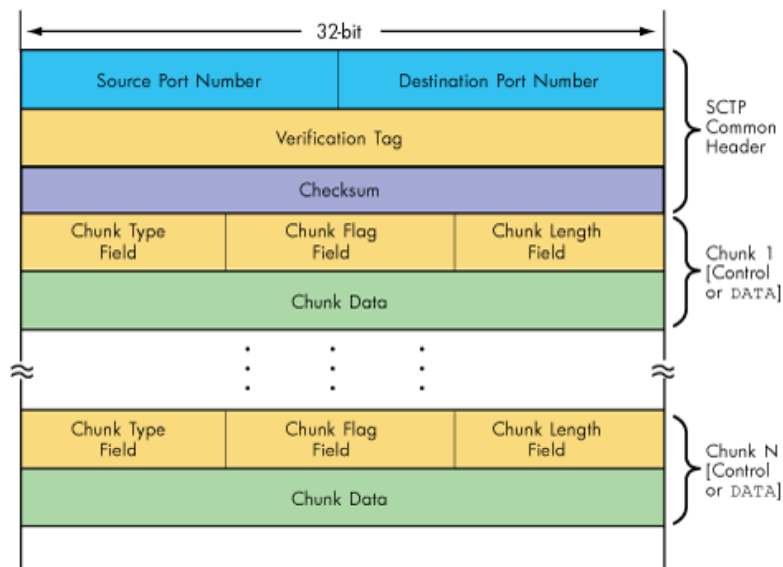 32-bit
Source Port Number
Destination Port Number
SCTP
Common
Header
Verification Tag
Checksum
Chunk Type
Field
Chunk Flag
Field
Chunk Length
Field
Chunk 1
[Control
or DATA]
Chunk Data
Chunk Type
Field
Chunk Flag
Field
Chunk Length
Field
Chunk N
[Control
or DATA]
Chunk Data